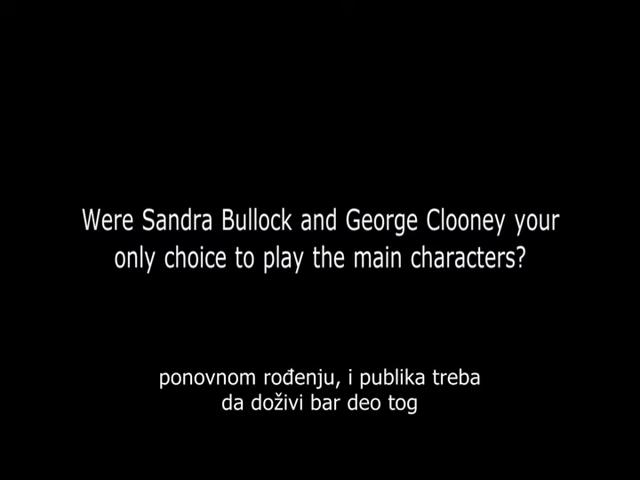 Were Sandra Bullock and George Clooney your
only choice to play the main characters?
ponovnom rođenju, i publika treba
da doživi bar deo tog